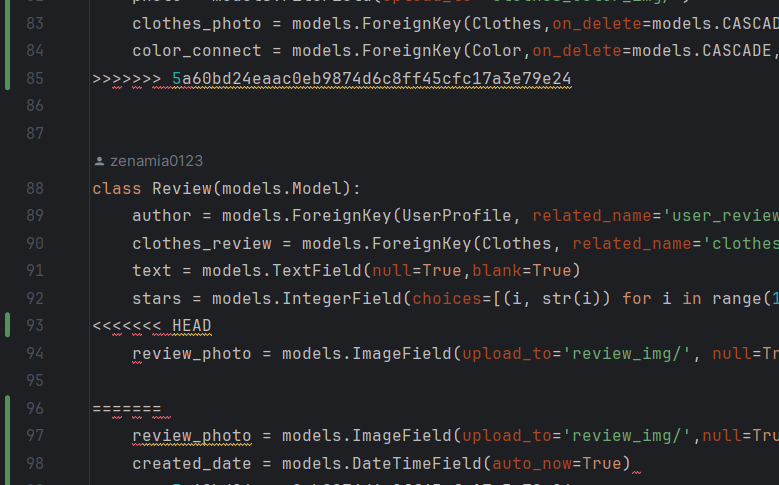 83 clothes_photo = models.ForeignKey(Clothes,on_delete=models.CASCAD
84 color_connect = models.ForeignKey(Color,on_delete=models.CASCADE,
85 >>>>>>> 5a60bd24eaac0eb9874d6c8ff45cfc17a3e79e24
86
87
zenamia0123
88 class Review(models.Model):
89 author = models.ForeignKey(UserProfile, related_name='user_review
90 clothes_review = models.ForeignKey(Clothes, related_name='clothes
91 text = models.TextField(null=True,blank=True)
92 stars = models.IntegerField(choices=[(i, str(i)) for i in range(1
93 <<<<<<< HEAD
94 review_photo = models.ImageField(upload_to='review_img/', null=Tr
95
96 =======
97 review_photo = models.ImageField(upload_to='review_img/',null=Tru
98 created_date = models.DateTimeField(auto_now=True)